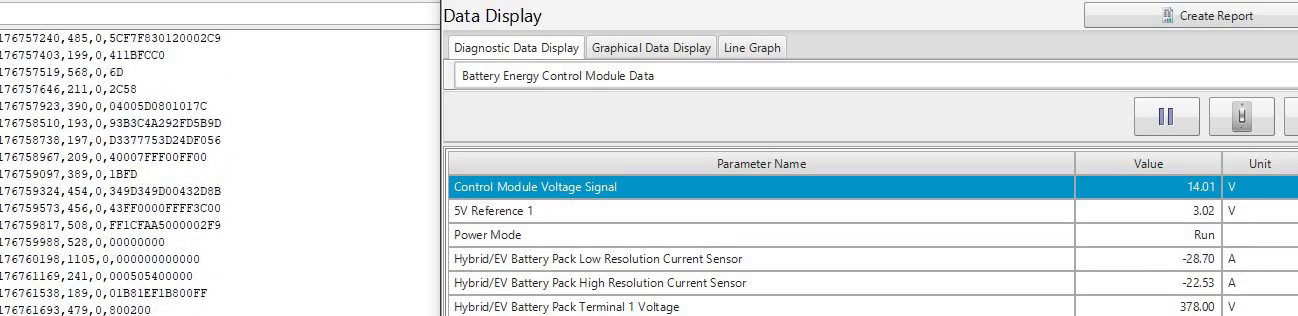 176757240,485,0,5CF7F830120002C9
176757403,199,0,411BFCC0
176757519,568,0,6D
176757646,211,0,2C58
176757923,390,0,04005D0801017C
176758510,193,0,93B3C4A292FD5B9D
176758738,197,0,D3377753D24DF056
176758967,209,0,40007FFF00FF00
176759097,389,0,1BFD
176759324,454,0,349D349D00432D8B
176759573,456,0,43FF0000FFFF3C00
176759817,508,0,FF1CFAA5000002F9
176759988,528,0,00000000
176760198,1105,0,000000000000
176761169,241,0,000505400000
176761538,189,0,01B81EF1B800FF
176761693,479,0,800200
Data Display
Create Report
Diagnostic Data Display Graphical Data Display Line Graph
Battery Energy Control Module Data
Parameter Name Value Unit
Control Module Voltage Signal 14.01 V
5V Reference 1 3.02 V
Power Mode Run
Hybrid/EV Battery Pack Low Resolution Current Sensor -28.70 A
Hybrid/EV Battery Pack High Resolution Current Sensor -22.53 A
Hybrid/EV Battery Pack Terminal 1 Voltage 378.00 V